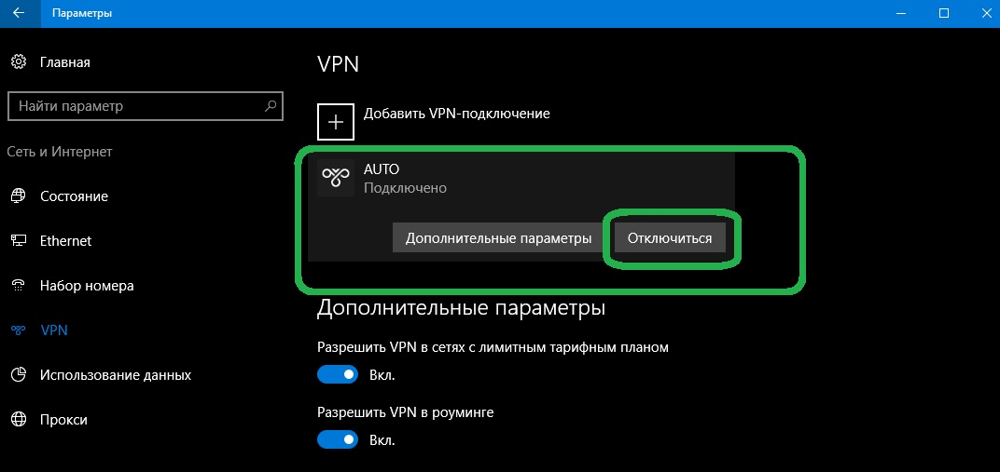 Параметры
Главная
Найти параметр
Сеть и Интернет
Состояние
Ethernet
Набор номера
VPN
Использование данных
Прокси
VPN
Добавить VPN-подключение
AUTO
Подключено
Дополнительные параметры Отключиться
Дополнительные параметры
Разрешить VPN в сетях с лимитным тарифным планом
Вкл.
Разрешить VPN в роуминге
Вкл.